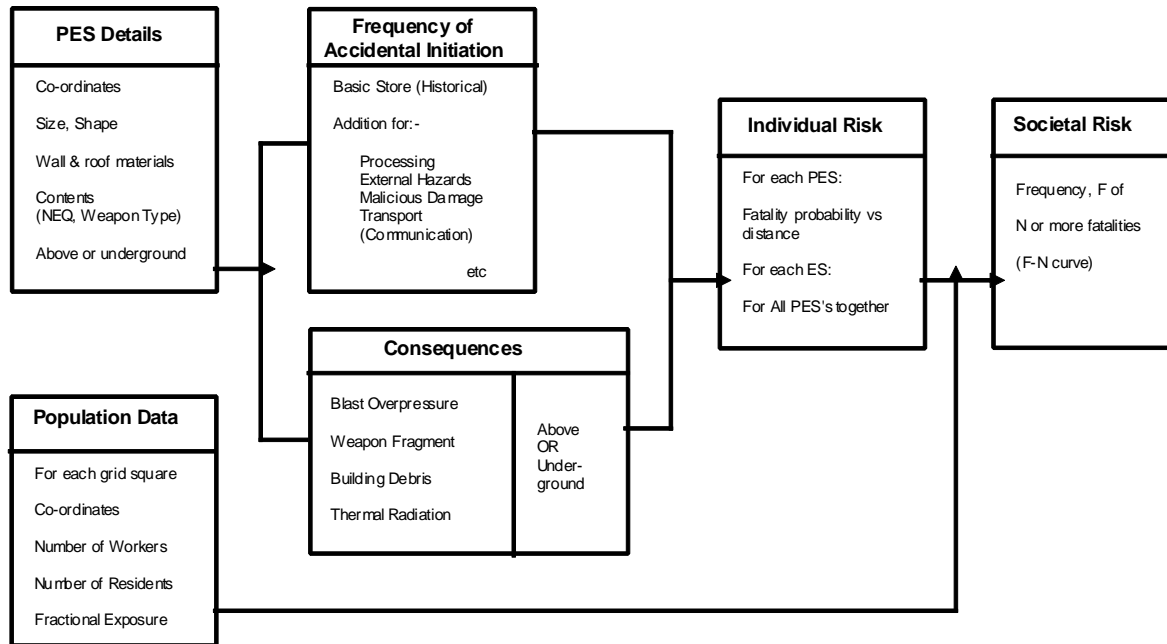 PES Details
Co-ordinates
Size, Shape
Wall & roof materials
Contents
(NEQ, Weapon Type)
Above or underground
Frequency of
Accidental Initiation
Basic Store (Historical)
Addition for:-
Processing
External Hazards
Malicious Damage
Transport
(Communication)
etc
Consequences
Blast Overpressure
Weapon Fragment
Building Debris
Thermal Radiation
Above
OR
Under-
ground
Population Data
For each grid square
Co-ordinates
Number of Workers
Number of Residents
Fractional Exposure
Individual Risk
For each PES:
Fatality probability vs
distance
For each ES:
For All PES's together
Societal Risk
Frequency, F of
N or more fatalities
(F-N curve)